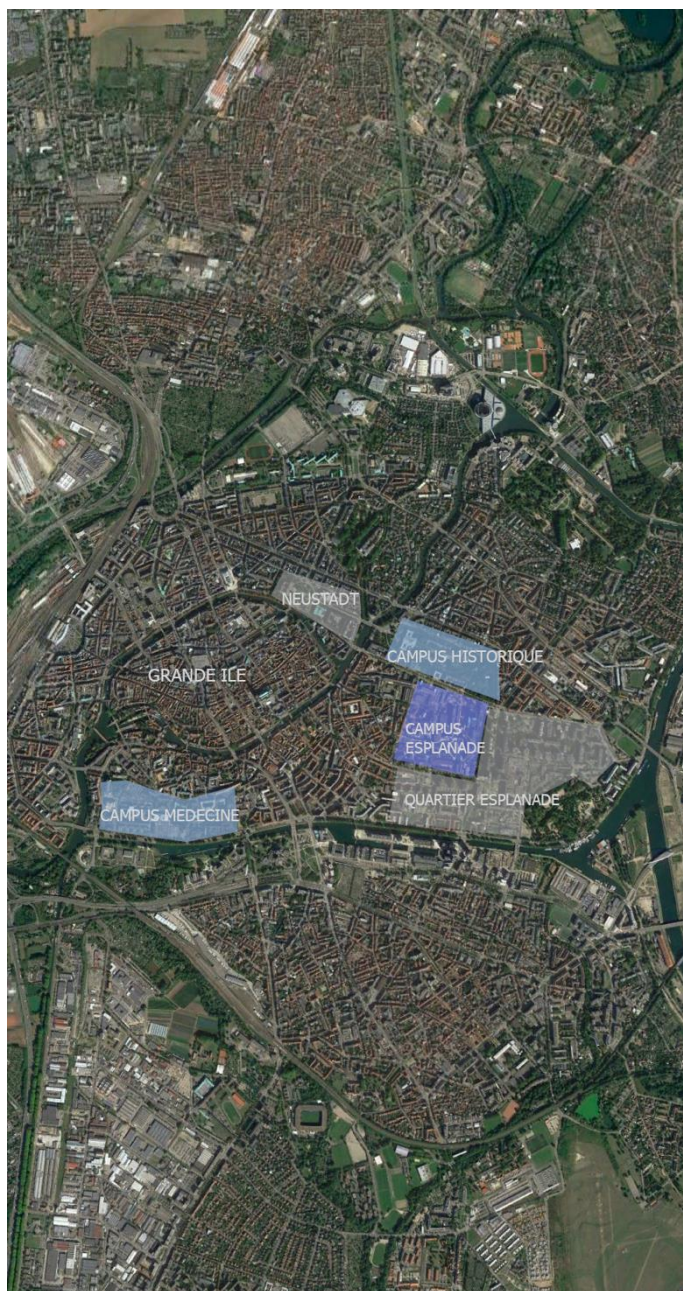 NEUSTADT
CAMPUS HISTORIQUE
GRANDE ILE
CAMPUS
ESPLANADE
QUARTIER ESPLANADE
CAMPUS MEDECINE